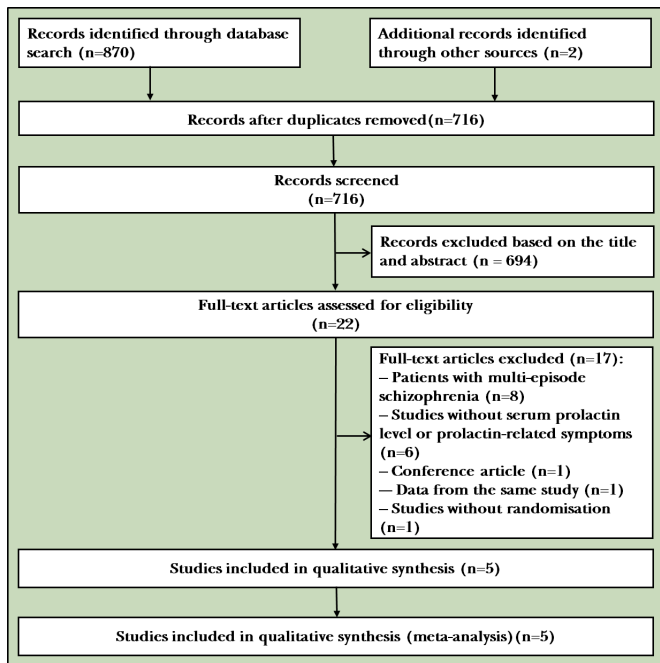 Records identified through database
search (n=870)
Additional records identified
through other sources (n=2)
Records after duplicates removed(n=716)
Records screened
(n=716)
Records excluded based on the title
and abstract (n = 694)
Full-text articles assessed for eligibility
(n=22)
Full-text articles excluded (n=17):
– Patients with multi-episode
schizophrenia (n=8)
– Studies without serum prolactin
level or prolactin-related symptoms
(n=6)
– Conference article (n=1)
— Data from the same study (n=1)
– Studies without randomisation
(n=1)
Studies included in qualitative synthesis (n=5)
Studies included in qualitative synthesis (meta-analysis)(n=5)